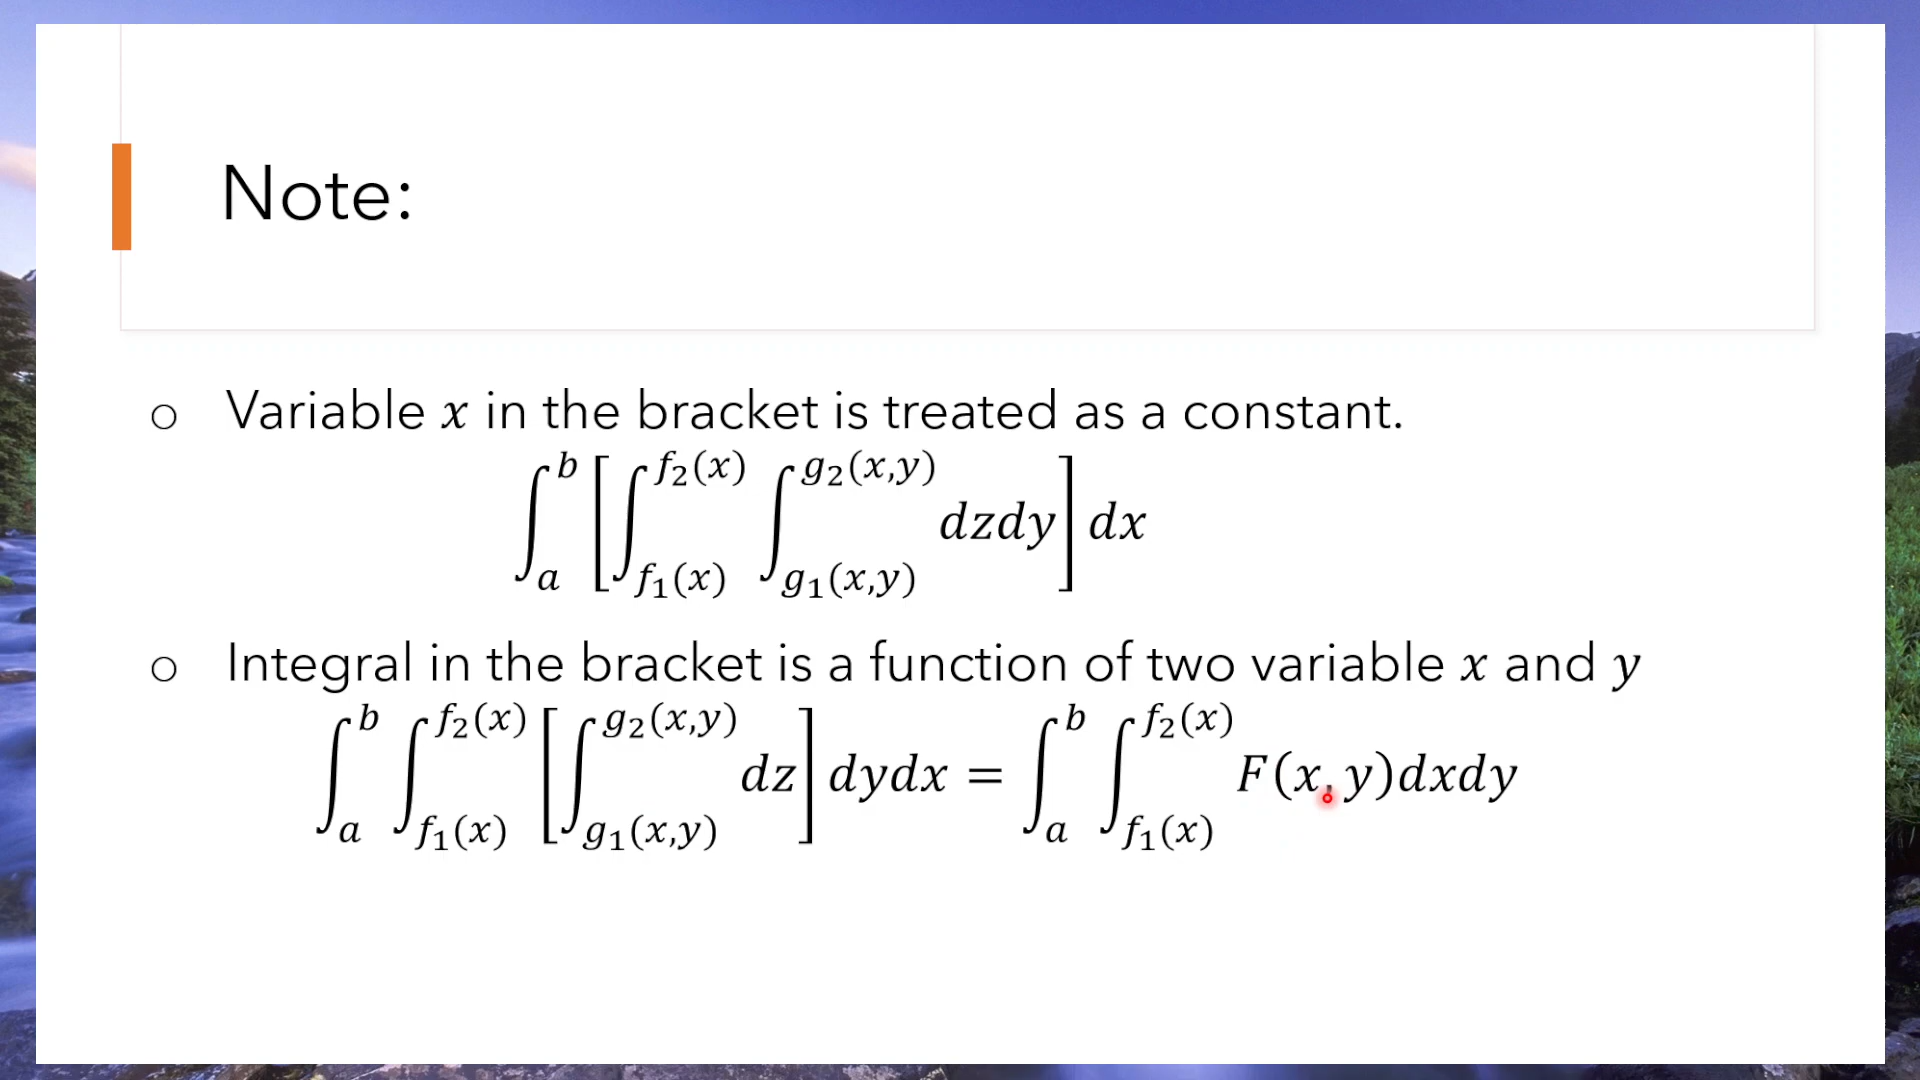 Note:
○ Variable x in the bracket is treated as a constant.
∫_a^b [∫_{f₁(x)}^{f₂(x)} ∫_{g₁(x,y)}^{g₂(x,y)} dzdy] dx
○ Integral in the bracket is a function of two variable x and y
∫_a^b ∫_{f₁(x)}^{f₂(x)} [∫_{g₁(x,y)}^{g₂(x,y)} dz] dydx = ∫_a^b ∫_{f₁(x)}^{f₂(x)} F(x,y)dxdy